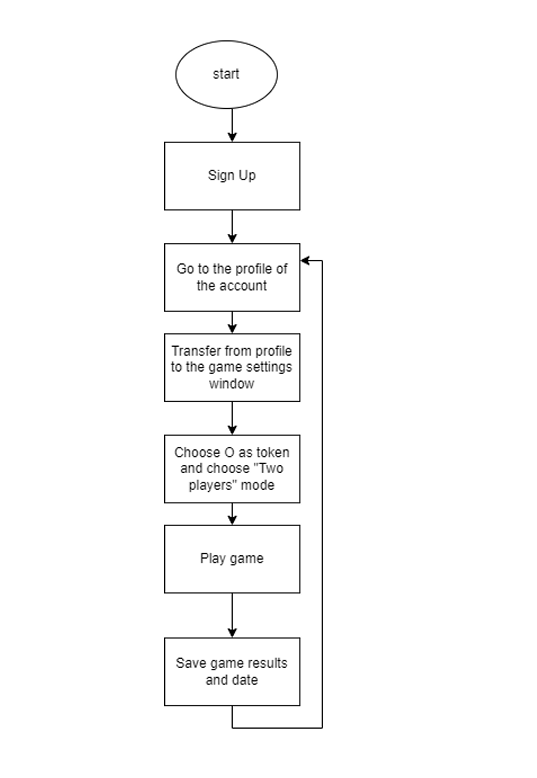 start
Sign Up
Go to the profile of
the account
Transfer from profile
to the game settings
window
Choose O as token
and choose "Two
players" mode
Play game
Save game results
and date